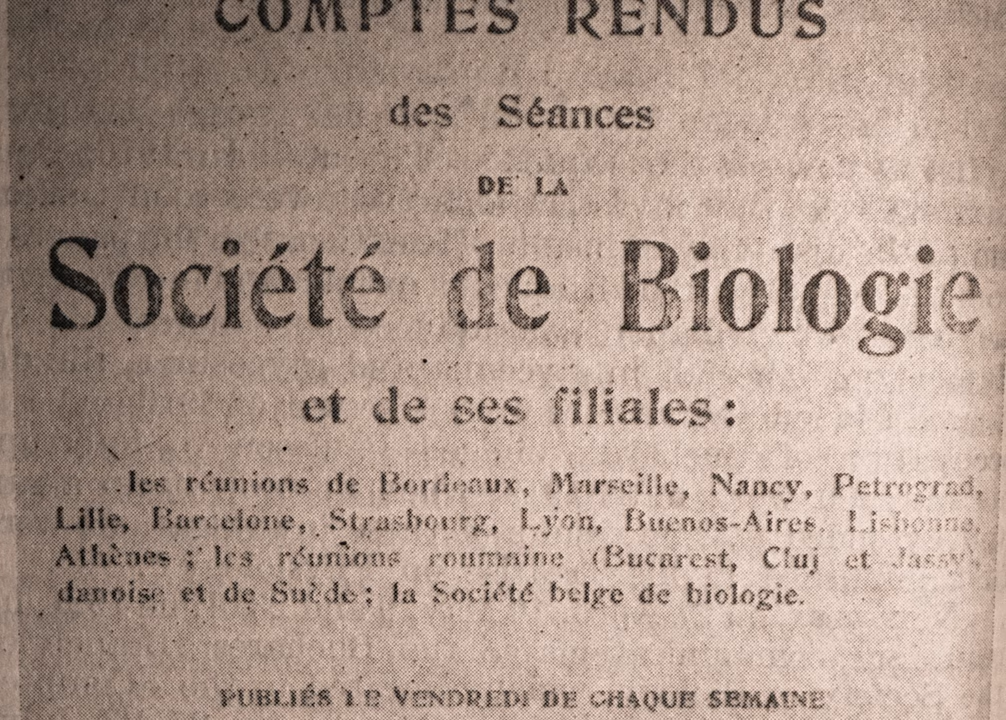 COMPTES RENDUS
des Séances
DE LA
Société de Biologie
et de ses filiales :
les réunions de Bordeaux, Marseille, Nancy, Petrograd,
Lille, Barcelone, Strasbourg, Lyon, Buenos-Aires, Lisbonne,
Athènes ; les réunions roumaine (Bucarest, Cluj et Jassy),
danoise et de Suède ; la Société belge de biologie.
PUBLIÉS LE VENDREDI DE CHAQUE SEMAINE